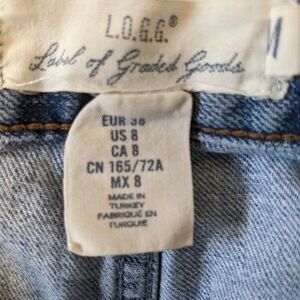 L.O.G.G.®
Label of Graded Goods
EUR 38
US 8
CA 8
CN 165/72A
MX 8
MADE IN
TURKEY
FABRIQUÉ EN
TURQUIE